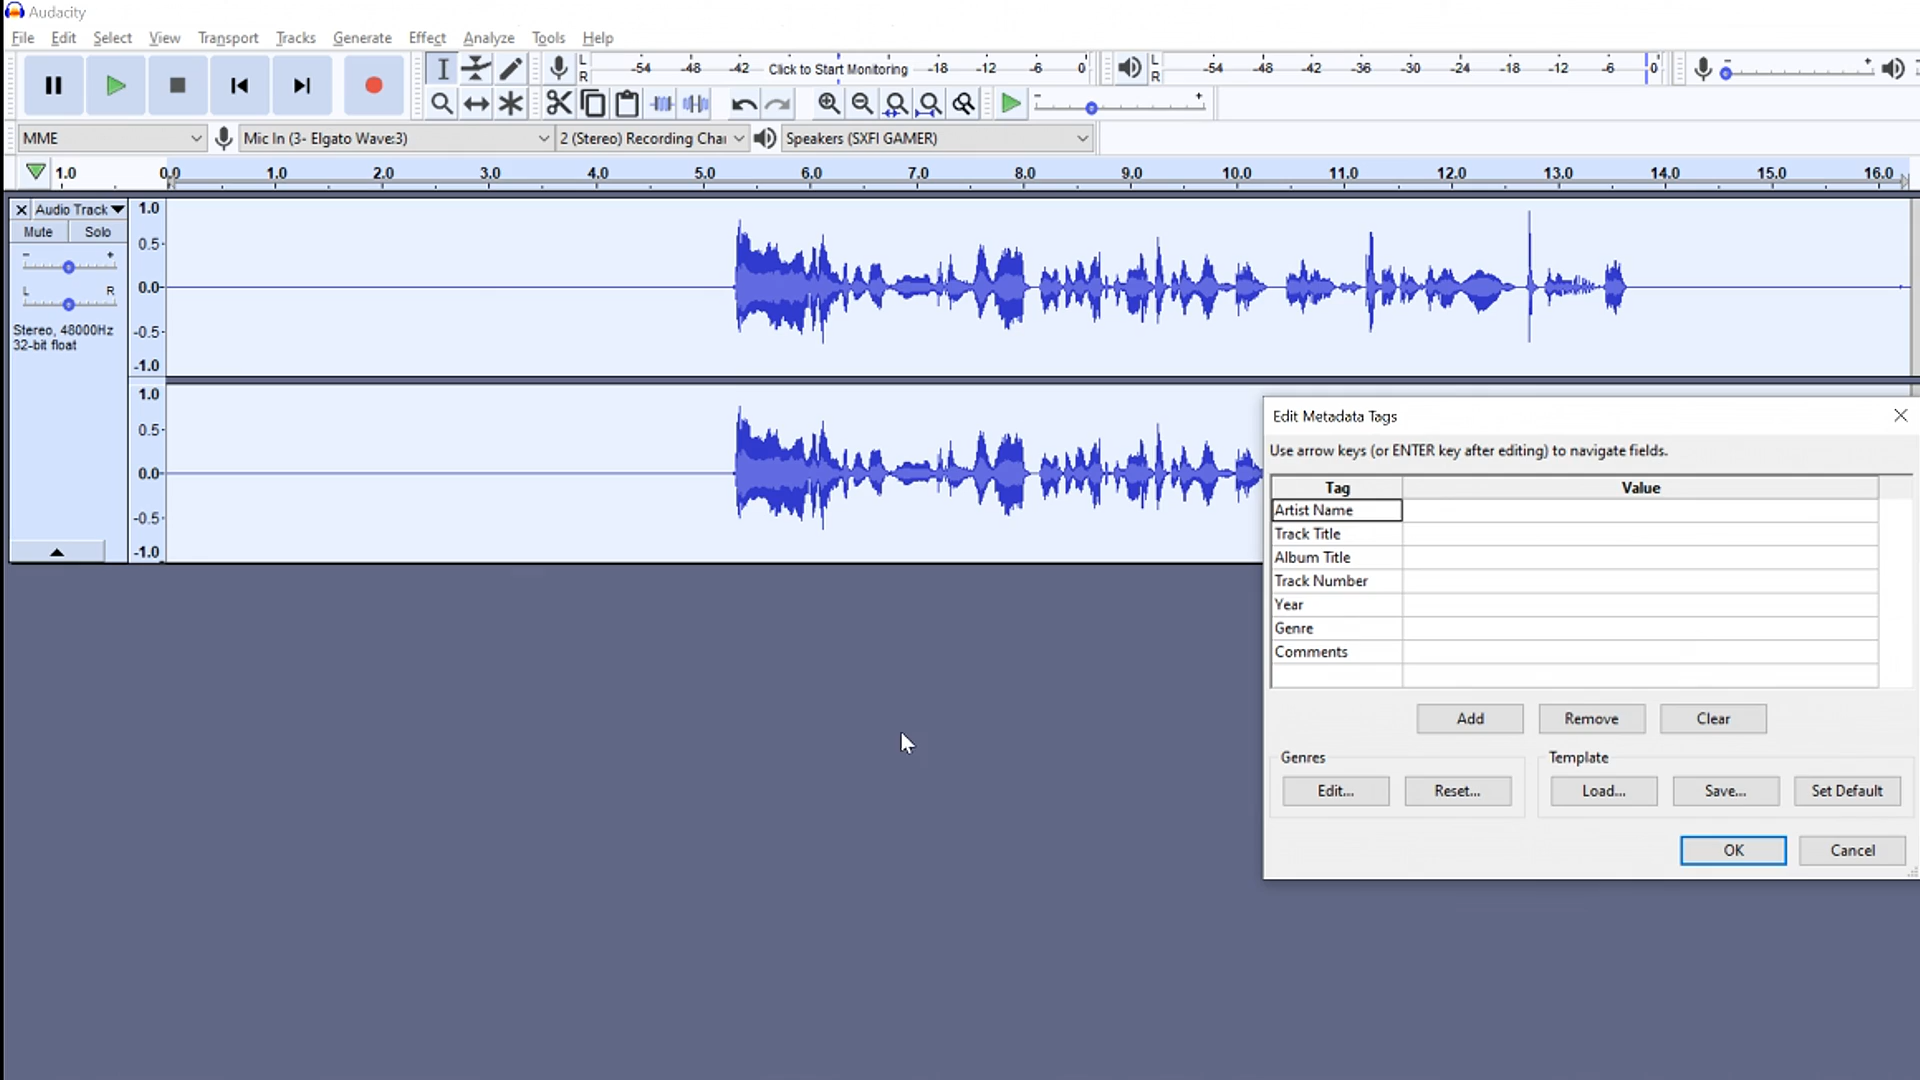 Audacity
File Edit Select View Transport Tracks Generate Effect Analyze Tools Help
L
R
-54 -48 -42 Click to Start Monitoring -18 -12 -6 0
L
R
-54 -48 -42 -36 -30 -24 -18 -12 -6 0
MME
Mic In (3- Elgato Wave:3)
2 (Stereo) Recording Chai
Speakers (SXFI GAMER)
1.0 0.0 1.0 2.0 3.0 4.0 5.0 6.0 7.0 8.0 9.0 10.0 11.0 12.0 13.0 14.0 15.0 16.0
Audio Track
Mute Solo
- +
L R
Stereo, 48000Hz
32-bit float
1.0
0.5
0.0
-0.5
-1.0
1.0
0.5
0.0
-0.5
-1.0
Edit Metadata Tags
Use arrow keys (or ENTER key after editing) to navigate fields.
Tag Value
Artist Name
Track Title
Album Title
Track Number
Year
Genre
Comments
Add Remove Clear
Genres
Edit... Reset...
Template
Load... Save... Set Default
OK Cancel